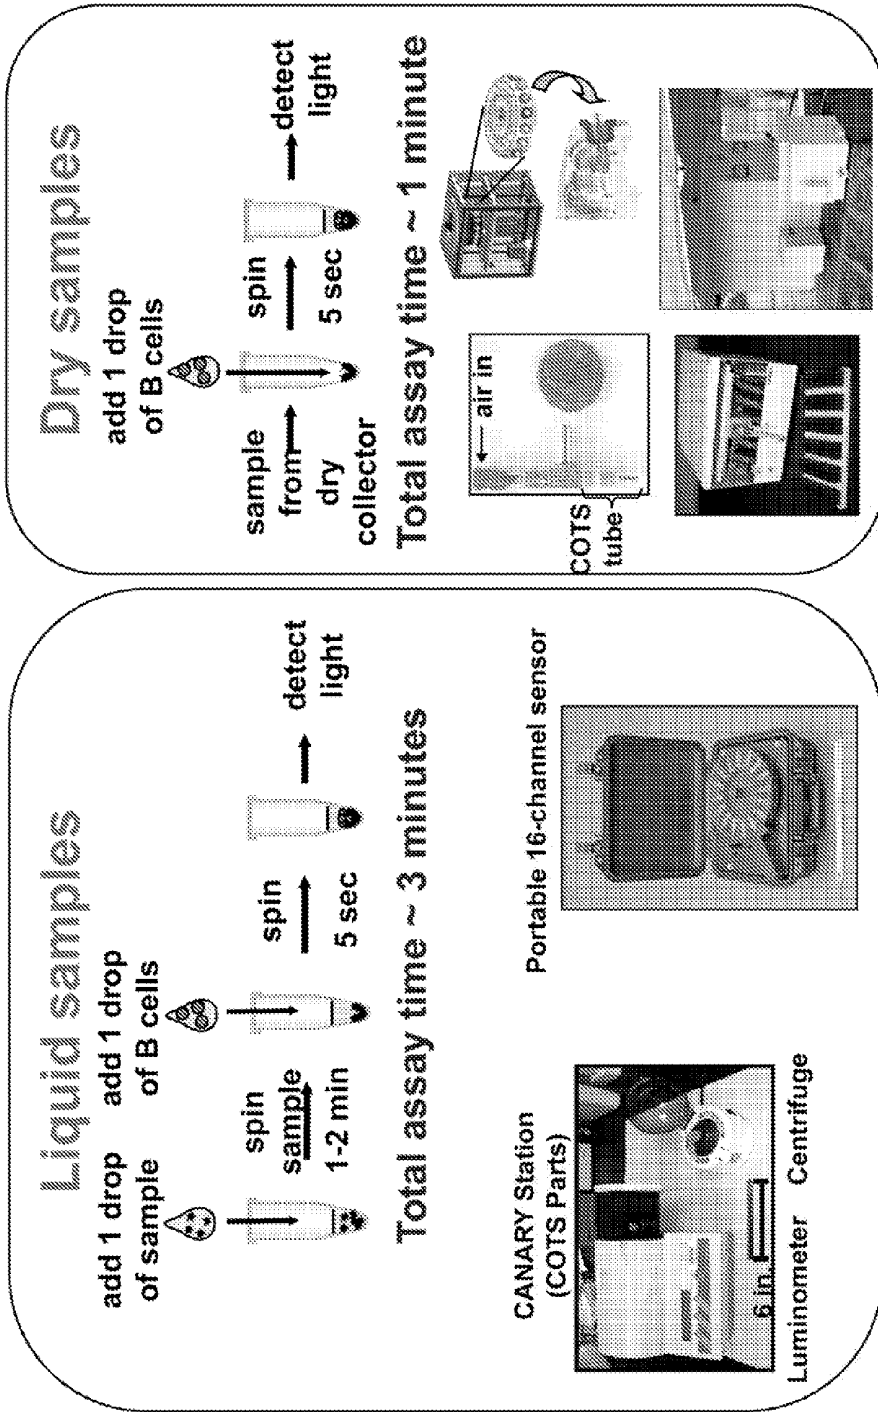 Liquid samples
add 1 drop
of sample
add 1 drop
of B cells
spin
sample
1-2 min
spin
5 sec
detect
light
Total assay time ~ 3 minutes
CANARY Station
(COTS Parts)
6 in.
Luminometer
Centrifuge
Portable 16-channel sensor
Dry samples
add 1 drop
of B cells
sample
from
dry
collector
spin
5 sec
detect
light
Total assay time ~ 1 minute
air in
COTS
tube